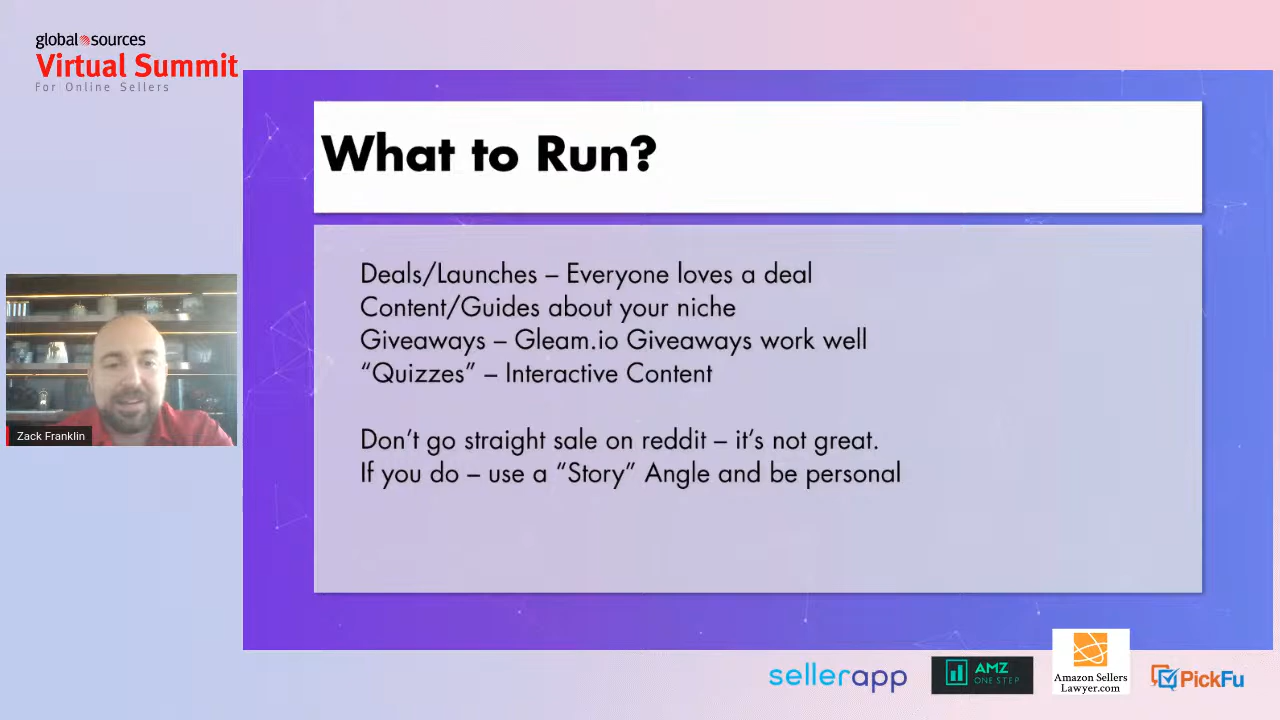 global sources
Virtual Summit
For Online Sellers
What to Run?
Deals/Launches – Everyone loves a deal
Content/Guides about your niche
Giveaways – Gleam.io Giveaways work well
“Quizzes” – Interactive Content
Don’t go straight sale on reddit – it’s not great.
If you do – use a “Story” Angle and be personal
Zack Franklin
sellerapp
AMZ
ONE STEP
Amazon Sellers
Lawyer.com
PickFu